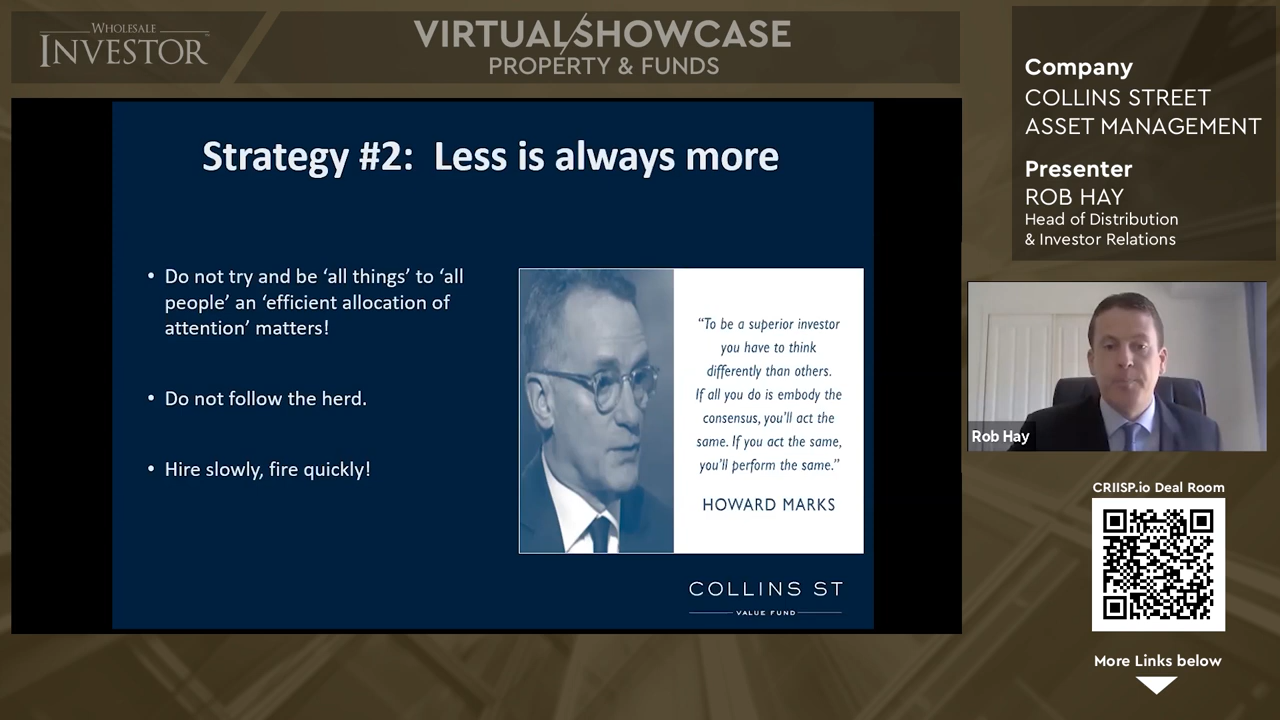 WHOLESALE
INVESTOR
VIRTUAL SHOWCASE
PROPERTY & FUNDS
Company
COLLINS STREET
ASSET MANAGEMENT
Presenter
ROB HAY
Head of Distribution
& Investor Relations
Strategy #2:  Less is always more
• Do not try and be ‘all things’ to ‘all
people’ an ‘efficient allocation of
attention’ matters!
• Do not follow the herd.
• Hire slowly, fire quickly!
“To be a superior investor
you have to think
differently than others.
If all you do is embody the
consensus, you’ll act the
same. If you act the same,
you’ll perform the same.”
HOWARD MARKS
COLLINS ST
VALUE FUND
Rob Hay
CRIISP.io Deal Room
More Links below